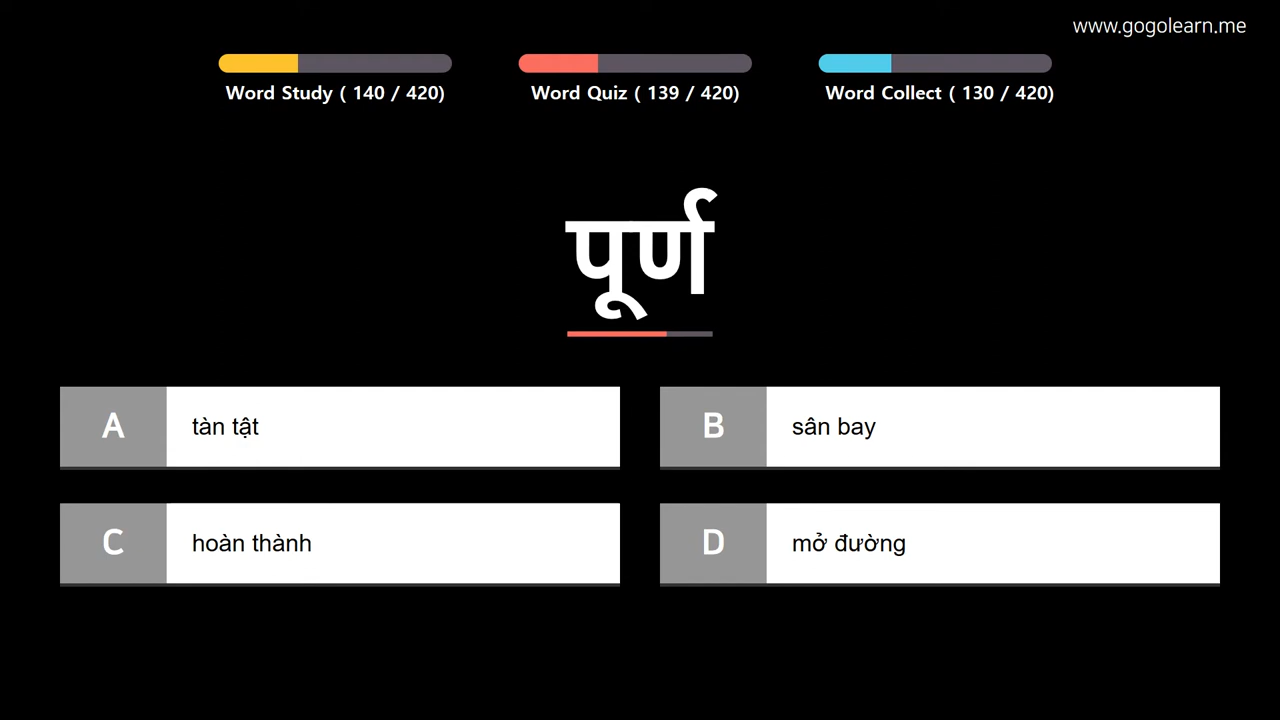 www.gogolearn.me
Word Study ( 140 / 420)
Word Quiz ( 139 / 420)
Word Collect ( 130 / 420)
पूर्ण
A tàn tật
B sân bay
C hoàn thành
D mở đường